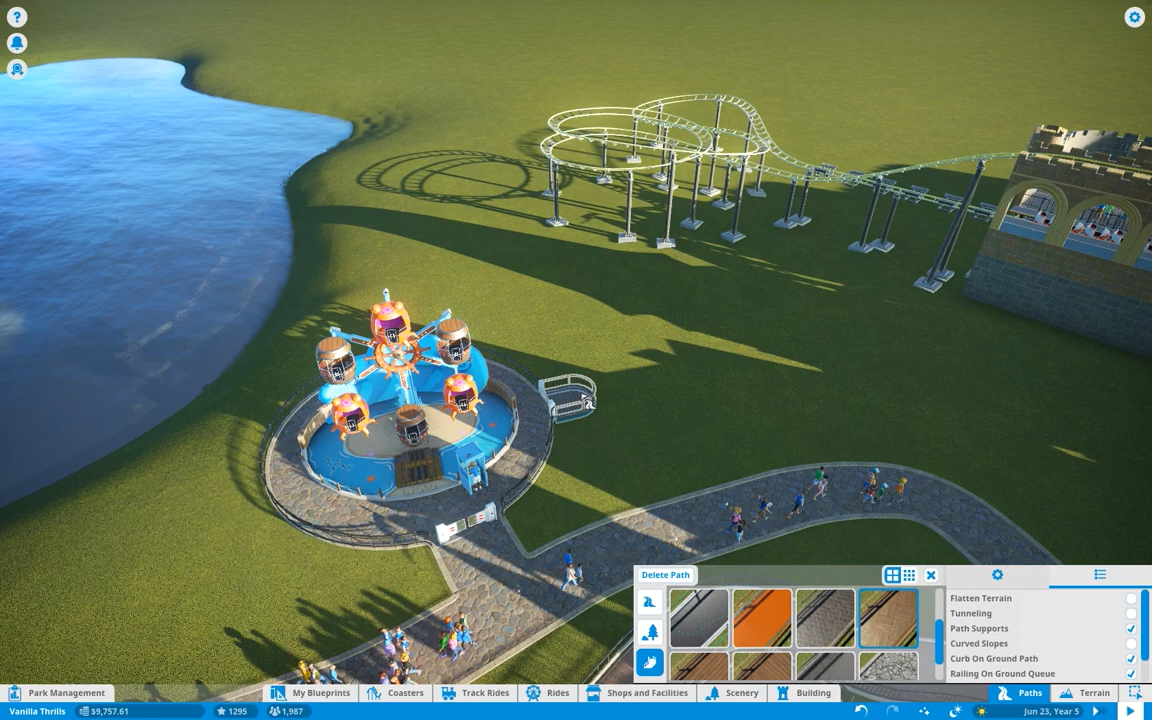 ?
Delete Path
Flatten Terrain
Tunneling
Path Supports
Curved Slopes
Curb On Ground Path
Railing On Ground Queue
Park Management
My Blueprints
Coasters
Track Rides
Rides
Shops and Facilities
Scenery
Building
Paths
Terrain
Vanilla Thrills
$9,757.61
1295
1,987
Jun 23, Year 5